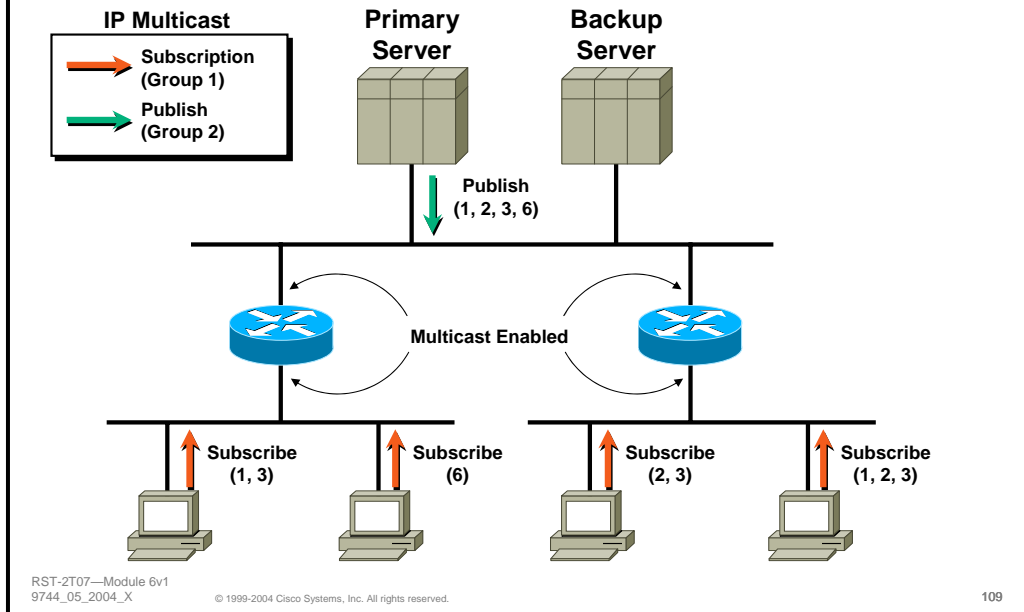 IP Multicast
Subscription
(Group 1)
Publish
(Group 2)
Primary
Server
Backup
Server
Publish
(1, 2, 3, 6)
Multicast Enabled
Subscribe
(1, 3)
Subscribe
(6)
Subscribe
(2, 3)
Subscribe
(1, 2, 3)
RST-2T07—Module 6v1
9744_05_2004_X
© 1999-2004 Cisco Systems, Inc. All rights reserved.
109